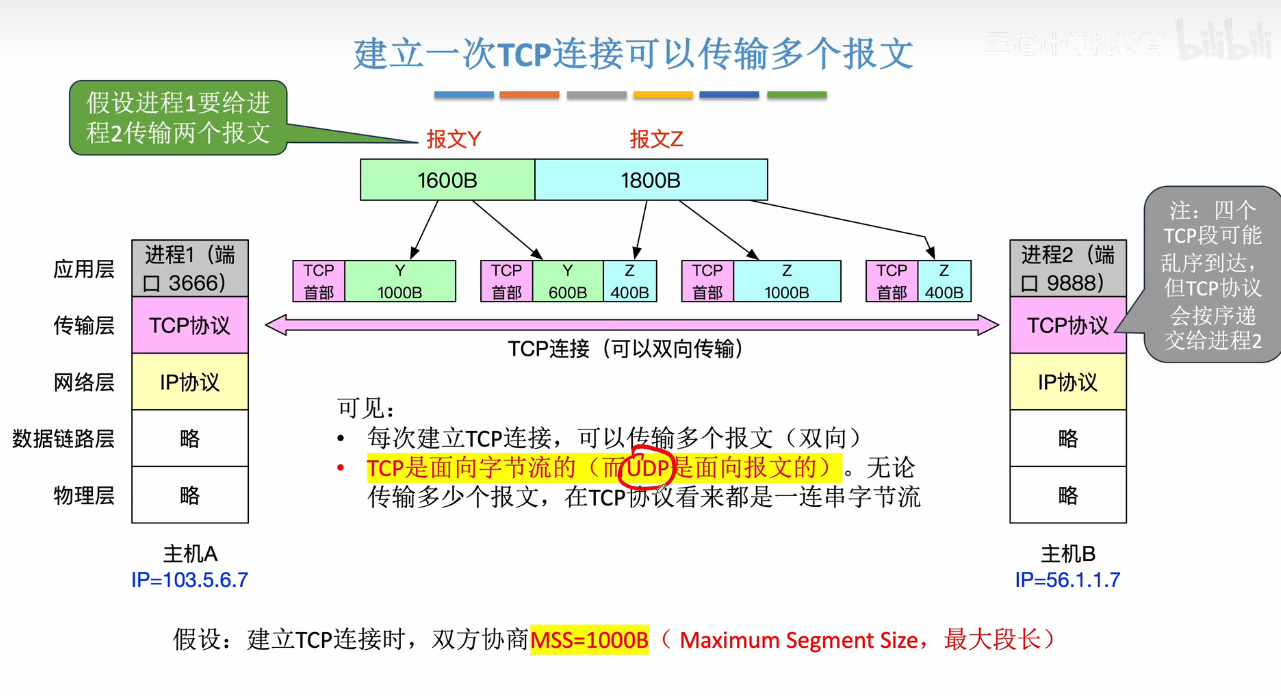 建立一次TCP连接可以传输多个报文
王道计算机教育
bilibili
假设进程1要给进
程2传输两个报文
报文Y
报文Z
1600B
1800B
TCP
首部
Y
1000B
TCP
首部
Y
600B
Z
400B
TCP
首部
Z
1000B
TCP
首部
Z
400B
注：四个
TCP段可能
乱序到达，
但TCP协议
会按序递
交给进程2
应用层
传输层
网络层
数据链路层
物理层
进程1（端
口 3666）
TCP协议
IP协议
略
略
主机A
IP=103.5.6.7
TCP连接（可以双向传输）
进程2（端
口 9888）
TCP协议
IP协议
略
略
主机B
IP=56.1.1.7
可见：
• 每次建立TCP连接，可以传输多个报文（双向）
• TCP是面向字节流的（而UDP是面向报文的）。无论
传输多少个报文，在TCP协议看来都是一连串字节流
假设：建立TCP连接时，双方协商MSS=1000B（ Maximum Segment Size，最大段长）